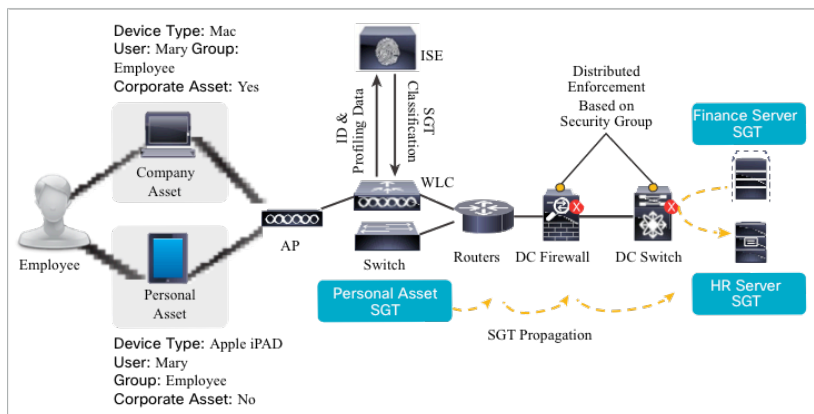 Device Type: Mac
User: Mary Group:
Employee
Corporate Asset: Yes
Company
Asset
Employee
Personal
Asset
Device Type: Apple iPAD
User: Mary
Group: Employee
Corporate Asset: No
AP
ISE
ID &
Profiling Data
SGT
Classification
WLC
Switch
Routers
Distributed
Enforcement
Based on
Security Group
DC Firewall
DC Switch
Finance Server
SGT
HR Server
SGT
Personal Asset
SGT
SGT Propagation